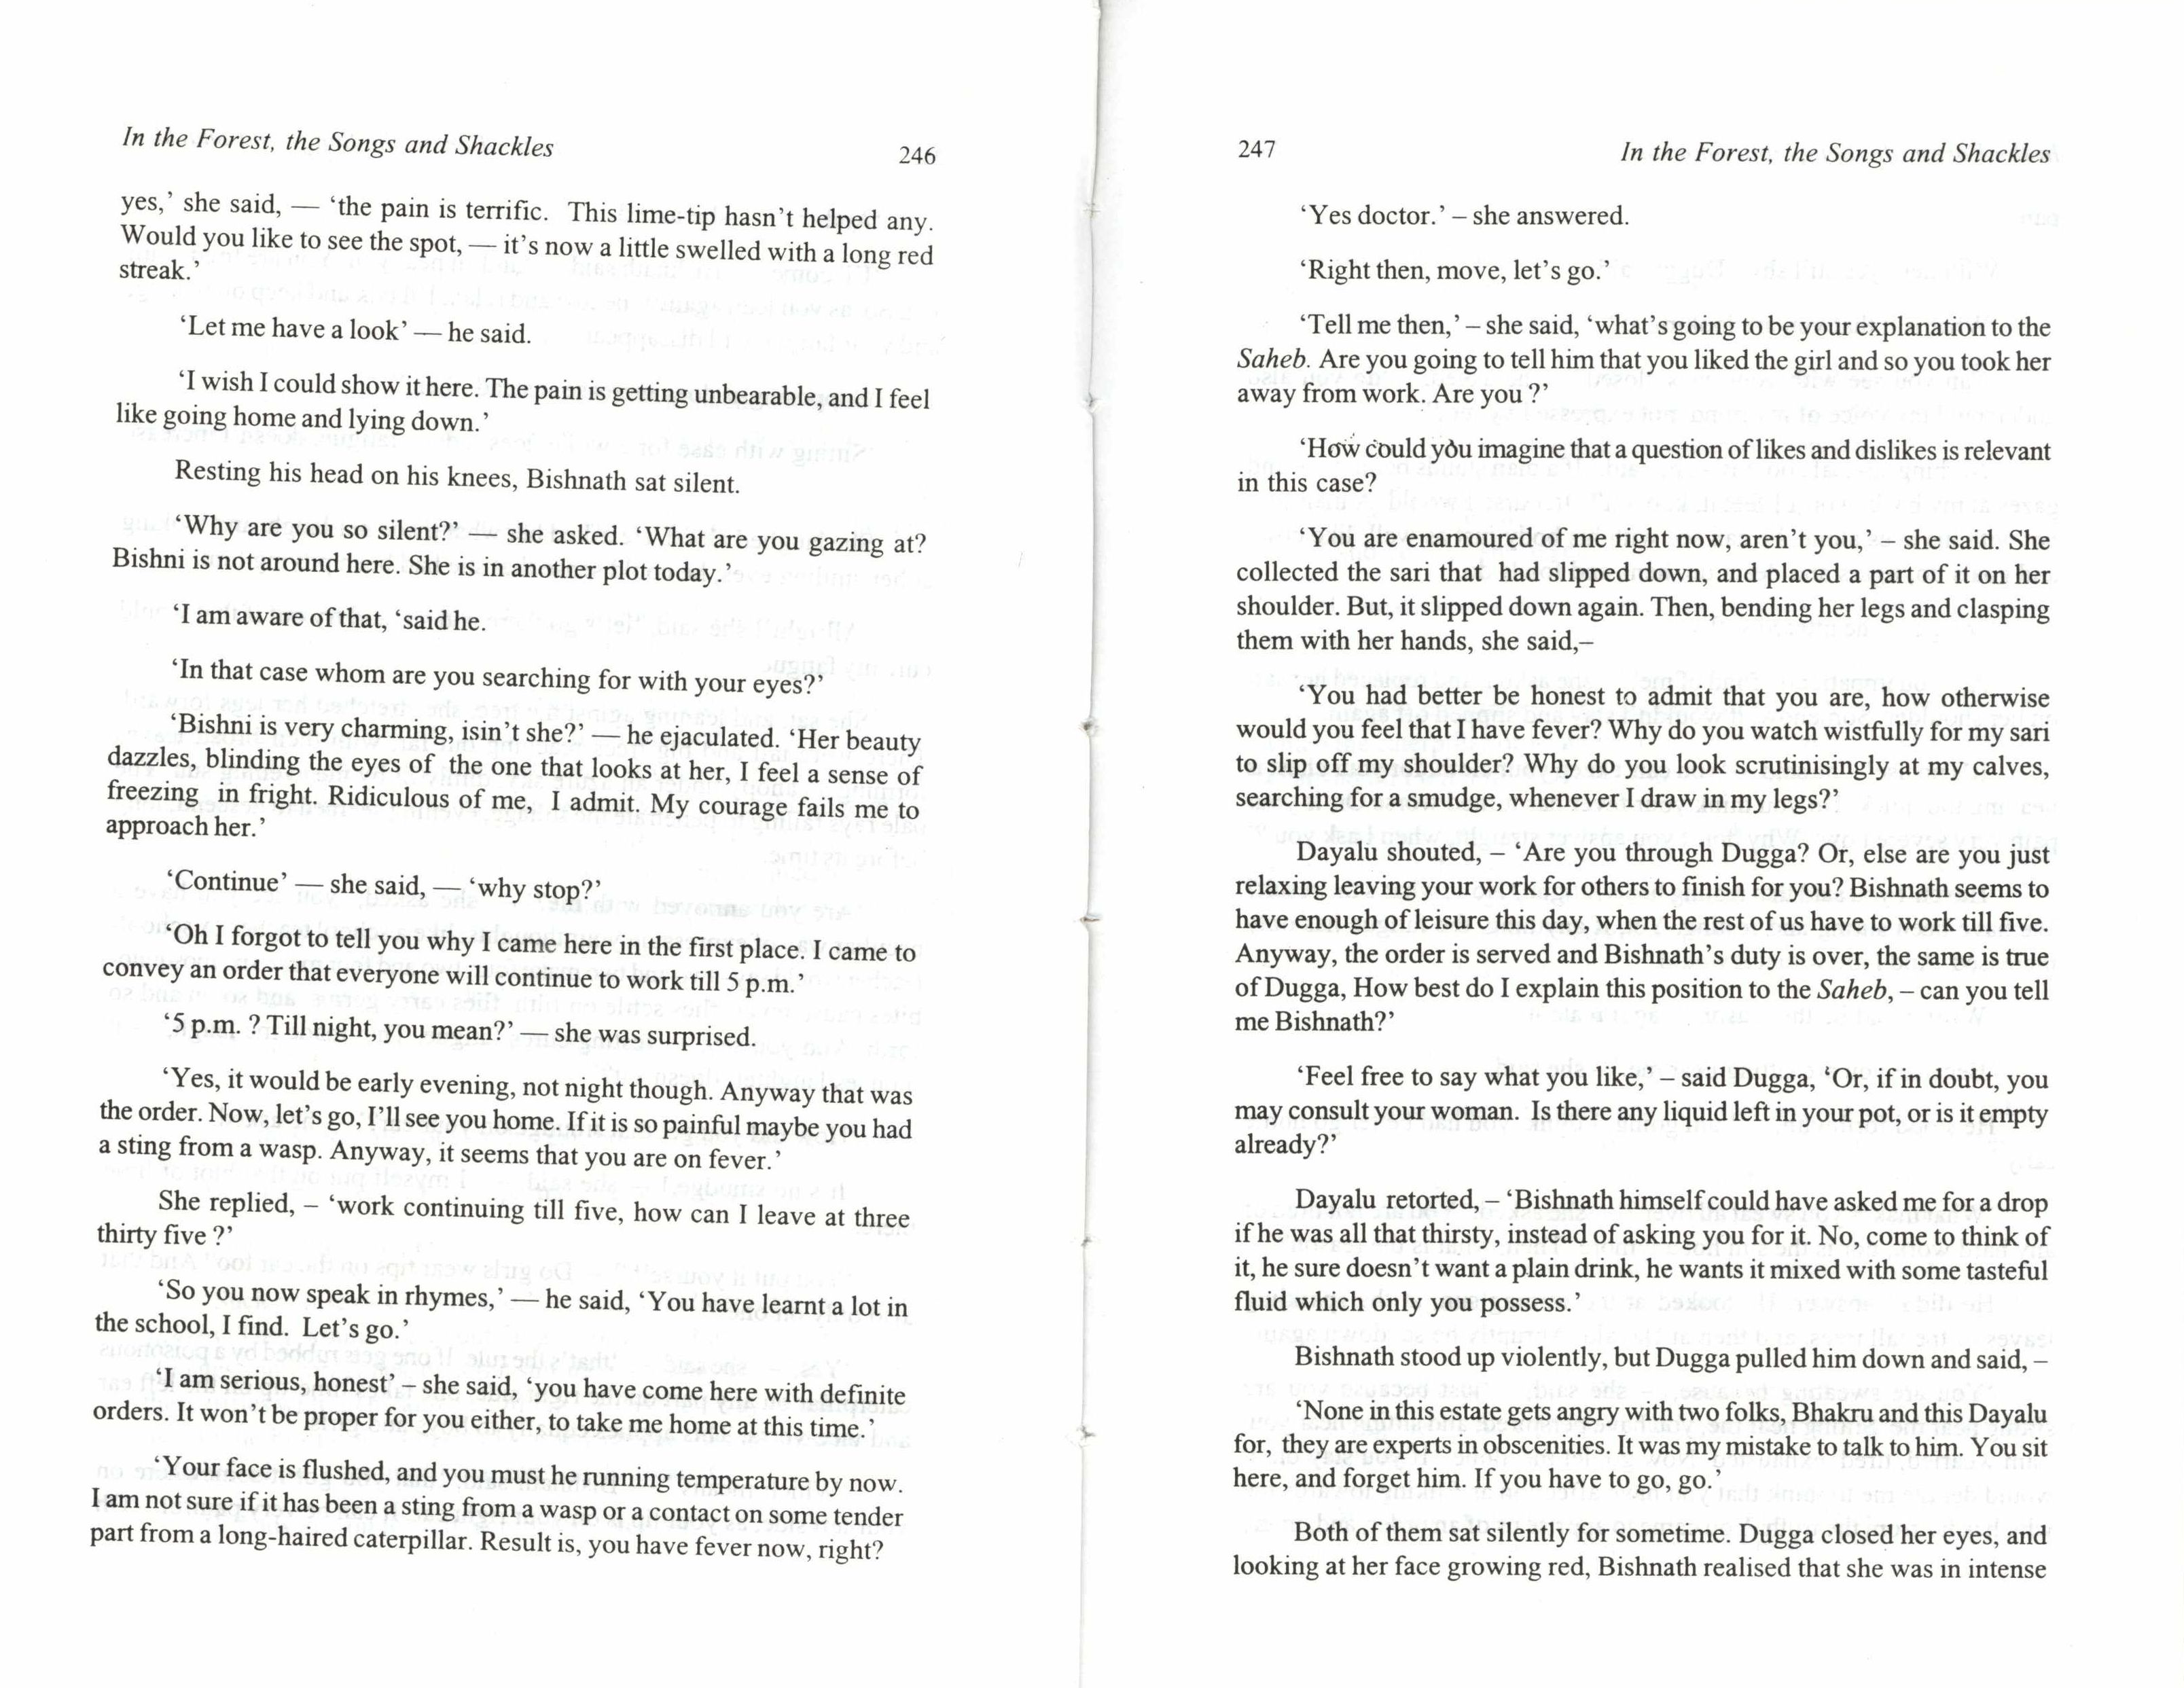 In the Forest, the Songs and Shackles
246
yes,’ she said, — ‘the pain is terrific. This lime-tip hasn’t helped any.
Would you like to see the spot, — it’s now a little swelled with a long red
streak.’
‘Let me have a look’ — he said.
‘I wish I could show it here. The pain is getting unbearable, and I feel
like going home and lying down.’
Resting his head on his knees, Bishnath sat silent.
‘Why are you so silent?’ — she asked. ‘What are you gazing at?
Bishni is not around here. She is in another plot today.’
‘I am aware of that, ‘said he.
‘In that case whom are you searching for with your eyes?’
‘Bishni is very charming, isin’t she?’ — he ejaculated. ‘Her beauty
dazzles, blinding the eyes of the one that looks at her, I feel a sense of
freezing in fright. Ridiculous of me, I admit. My courage fails me to
approach her.’
‘Continue’ — she said, — ‘why stop?’
‘Oh I forgot to tell you why I came here in the first place. I came to
convey an order that everyone will continue to work till 5 p.m.’
‘5 p.m. ? Till night, you mean?’ — she was surprised.
‘Yes, it would be early evening, not night though. Anyway that was
the order. Now, let’s go, I’ll see you home. If it is so painful maybe you had
a sting from a wasp. Anyway, it seems that you are on fever.’
She replied, – ‘work continuing till five, how can I leave at three
thirty five ?’
‘So you now speak in rhymes,’ — he said, ‘You have learnt a lot in
the school, I find. Let’s go.’
‘I am serious, honest’ – she said, ‘you have come here with definite
orders. It won’t be proper for you either, to take me home at this time.’
‘Your face is flushed, and you must he running temperature by now.
I am not sure if it has been a sting from a wasp or a contact on some tender
part from a long-haired caterpillar. Result is, you have fever now, right?
247
In the Forest, the Songs and Shackles
‘Yes doctor.’ – she answered.
‘Right then, move, let’s go.’
‘Tell me then,’ – she said, ‘what’s going to be your explanation to the
Saheb. Are you going to tell him that you liked the girl and so you took her
away from work. Are you ?’
‘How could you imagine that a question of likes and dislikes is relevant
in this case?
‘You are enamoured of me right now, aren’t you,’ – she said. She
collected the sari that had slipped down, and placed a part of it on her
shoulder. But, it slipped down again. Then, bending her legs and clasping
them with her hands, she said,–
‘You had better be honest to admit that you are, how otherwise
would you feel that I have fever? Why do you watch wistfully for my sari
to slip off my shoulder? Why do you look scrutinisingly at my calves,
searching for a smudge, whenever I draw in my legs?’
Dayalu shouted, – ‘Are you through Dugga? Or, else are you just
relaxing leaving your work for others to finish for you? Bishnath seems to
have enough of leisure this day, when the rest of us have to work till five.
Anyway, the order is served and Bishnath’s duty is over, the same is true
of Dugga, How best do I explain this position to the Saheb, – can you tell
me Bishnath?’
‘Feel free to say what you like,’ – said Dugga, ‘Or, if in doubt, you
may consult your woman. Is there any liquid left in your pot, or is it empty
already?’
Dayalu retorted, – ‘Bishnath himself could have asked me for a drop
if he was all that thirsty, instead of asking you for it. No, come to think of
it, he sure doesn’t want a plain drink, he wants it mixed with some tasteful
fluid which only you possess.’
Bishnath stood up violently, but Dugga pulled him down and said, –
‘None in this estate gets angry with two folks, Bhakru and this Dayalu
for, they are experts in obscenities. It was my mistake to talk to him. You sit
here, and forget him. If you have to go, go.’
Both of them sat silently for sometime. Dugga closed her eyes, and
looking at her face growing red, Bishnath realised that she was in intense